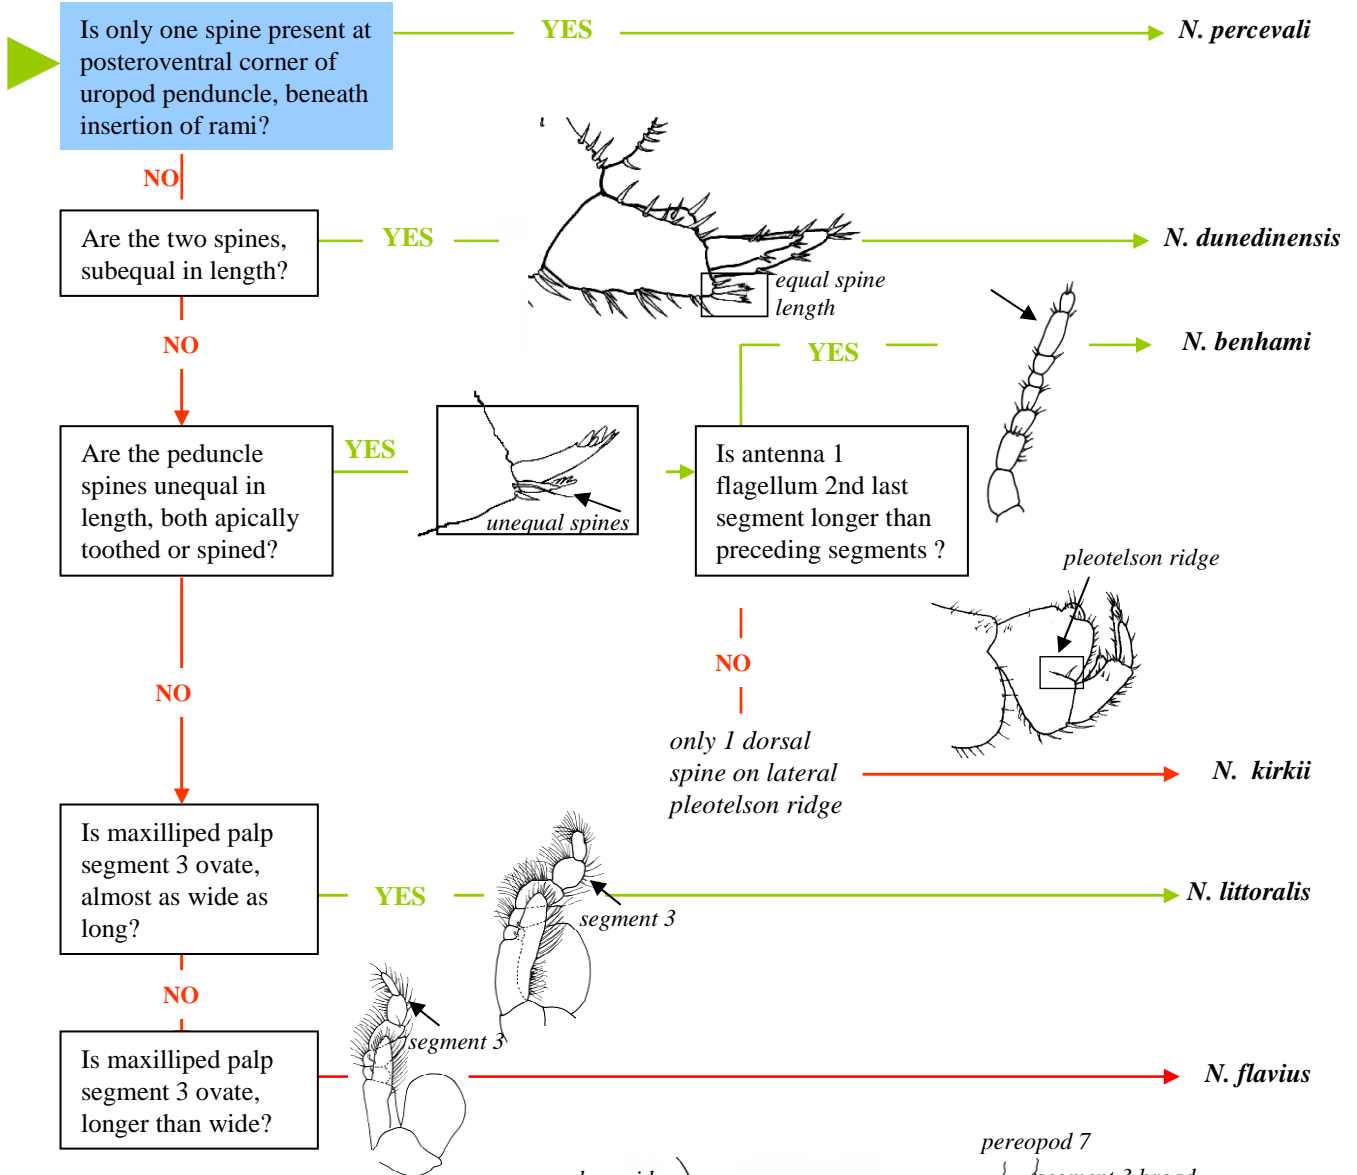 Is only one spine present at
posteroventral corner of
uropod penduncle, beneath
insertion of rami?
YES
N. percevali
NO
Are the two spines,
subequal in length?
YES
equal spine
length
N. dunedinensis
NO
YES
N. benhami
Are the peduncle
spines unequal in
length, both apically
toothed or spined?
YES
unequal spines
Is antenna 1
flagellum 2nd last
segment longer than
preceding segments ?
pleotelson ridge
NO
NO
only 1 dorsal
spine on lateral
pleotelson ridge
N. kirkii
Is maxilliped palp
segment 3 ovate,
almost as wide as
long?
YES
segment 3
N. littoralis
NO
segment 3
Is maxilliped palp
segment 3 ovate,
longer than wide?
N. flavius
pereopod 7
segment 3 broad